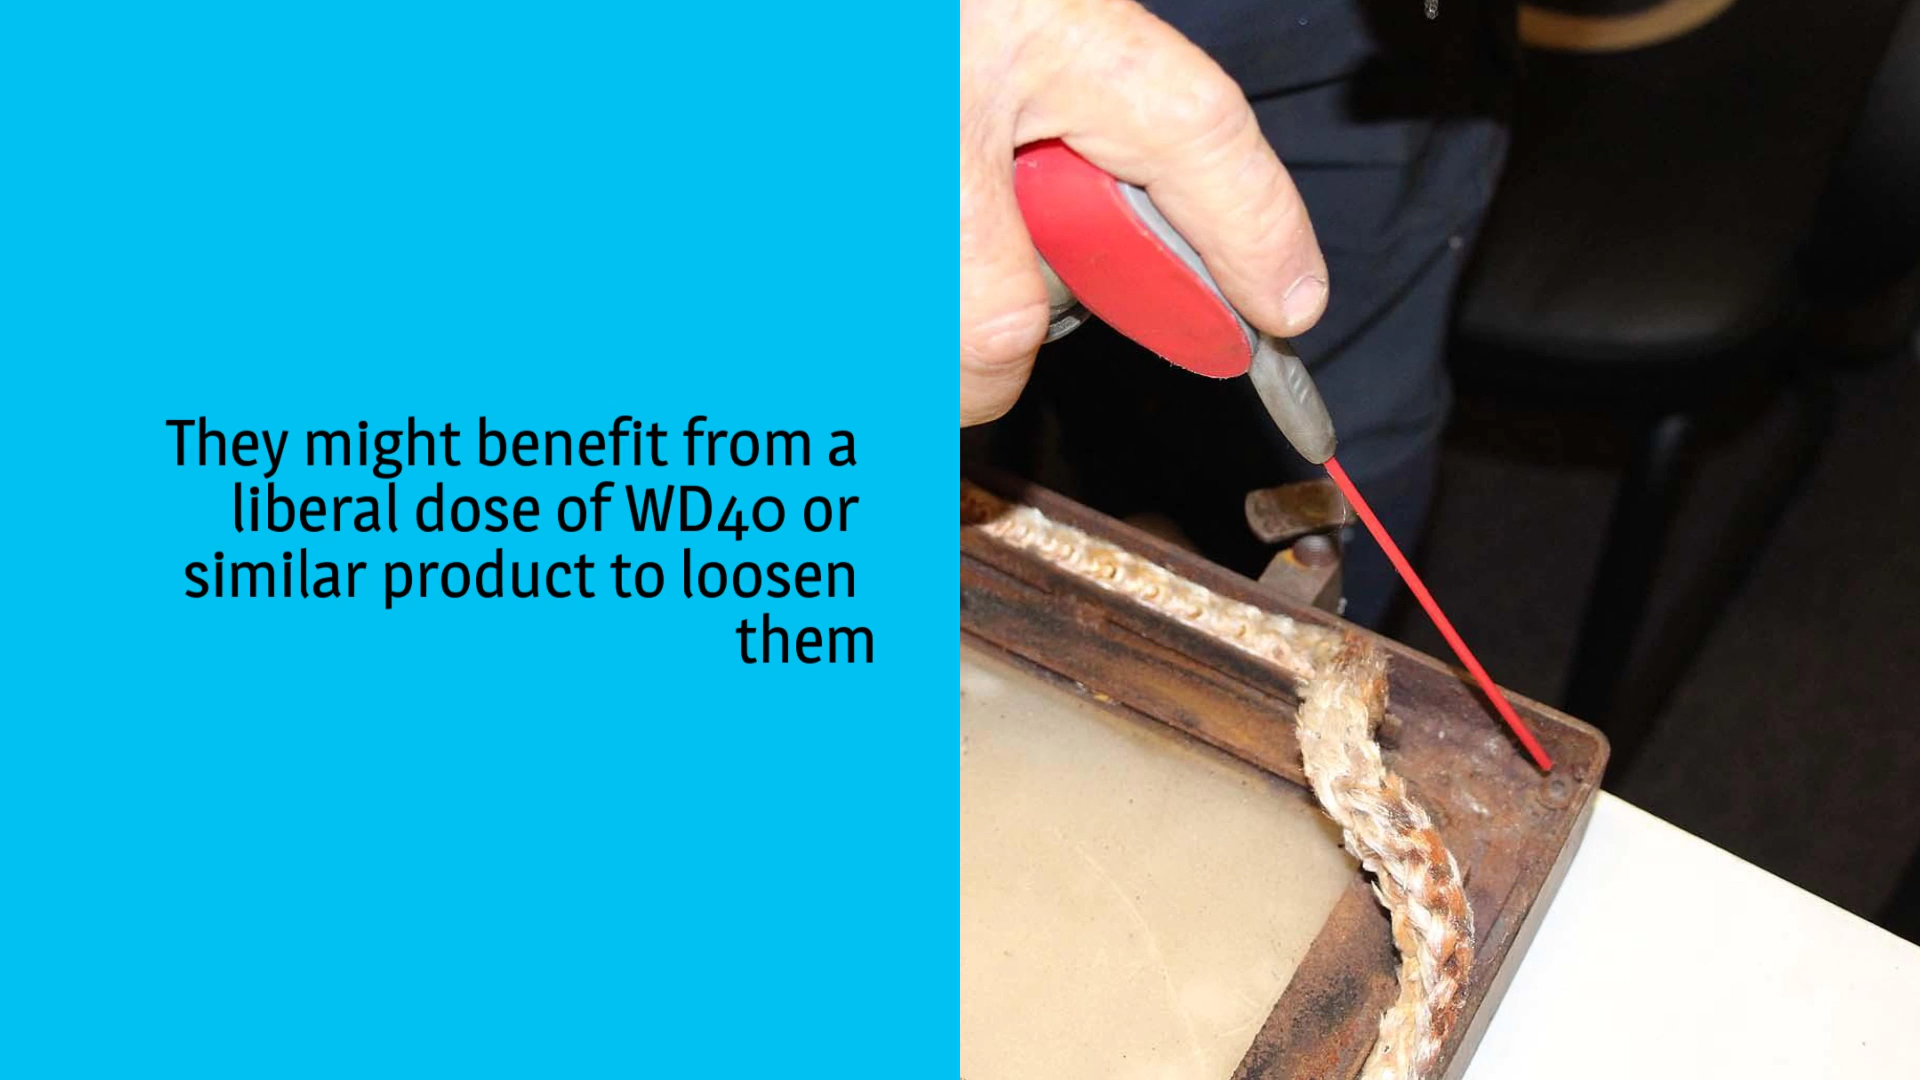 They might benefit from a
liberal dose of WD40 or
similar product to loosen
them